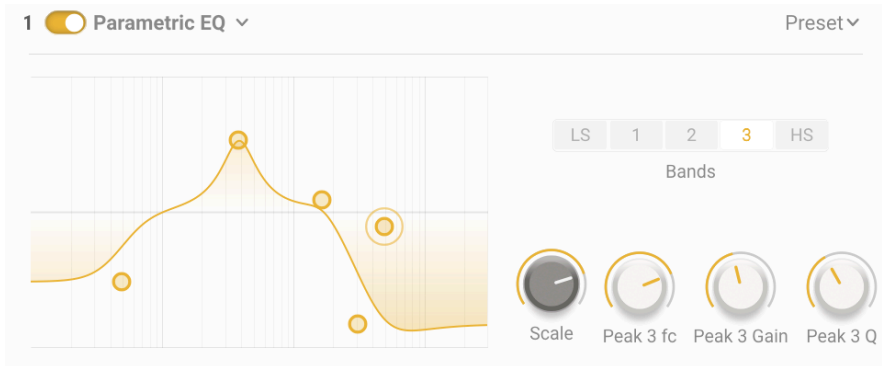 1 Parametric EQ Preset
LS 1 2 3 HS
Bands
Scale Peak 3 fc Peak 3 Gain Peak 3 Q